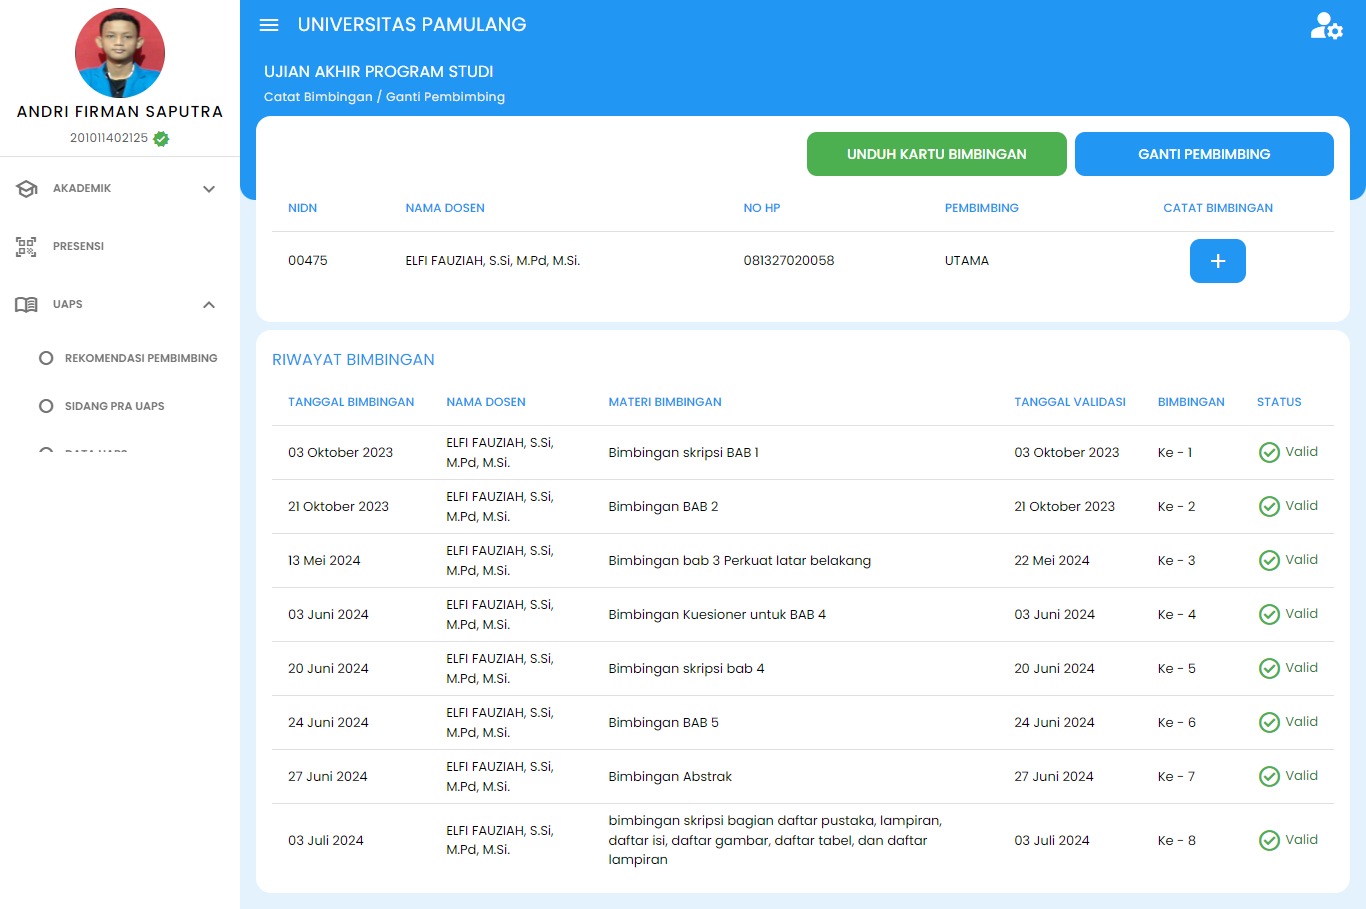 ANDRI FIRMAN SAPUTRA
201011402125
AKADEMIK
PRESENSI
UAPS
REKOMENDASI PEMBIMBING
SIDANG PRA UAPS
UNIVERSITAS PAMULANG
UJIAN AKHIR PROGRAM STUDI
Catat Bimbingan / Ganti Pembimbing
UNDUH KARTU BIMBINGAN GANTI PEMBIMBING
NIDN NAMA DOSEN NO HP PEMBIMBING CATAT BIMBINGAN
00475 ELFI FAUZIAH, S.Si, M.Pd, M.Si. 081327020058 UTAMA +
RIWAYAT BIMBINGAN
TANGGAL BIMBINGAN NAMA DOSEN MATERI BIMBINGAN TANGGAL VALIDASI BIMBINGAN STATUS
03 Oktober 2023 ELFI FAUZIAH, S.Si, M.Pd, M.Si. Bimbingan skripsi BAB 1 03 Oktober 2023 Ke - 1 Valid
21 Oktober 2023 ELFI FAUZIAH, S.Si, M.Pd, M.Si. Bimbingan BAB 2 21 Oktober 2023 Ke - 2 Valid
13 Mei 2024 ELFI FAUZIAH, S.Si, M.Pd, M.Si. Bimbingan bab 3 Perkuat latar belakang 22 Mei 2024 Ke - 3 Valid
03 Juni 2024 ELFI FAUZIAH, S.Si, M.Pd, M.Si. Bimbingan Kuesioner untuk BAB 4 03 Juni 2024 Ke - 4 Valid
20 Juni 2024 ELFI FAUZIAH, S.Si, M.Pd, M.Si. Bimbingan skripsi bab 4 20 Juni 2024 Ke - 5 Valid
24 Juni 2024 ELFI FAUZIAH, S.Si, M.Pd, M.Si. Bimbingan BAB 5 24 Juni 2024 Ke - 6 Valid
27 Juni 2024 ELFI FAUZIAH, S.Si, M.Pd, M.Si. Bimbingan Abstrak 27 Juni 2024 Ke - 7 Valid
03 Juli 2024 ELFI FAUZIAH, S.Si, M.Pd, M.Si. bimbingan skripsi bagian daftar pustaka, lampiran, daftar isi, daftar gambar, daftar tabel, dan daftar lampiran 03 Juli 2024 Ke - 8 Valid